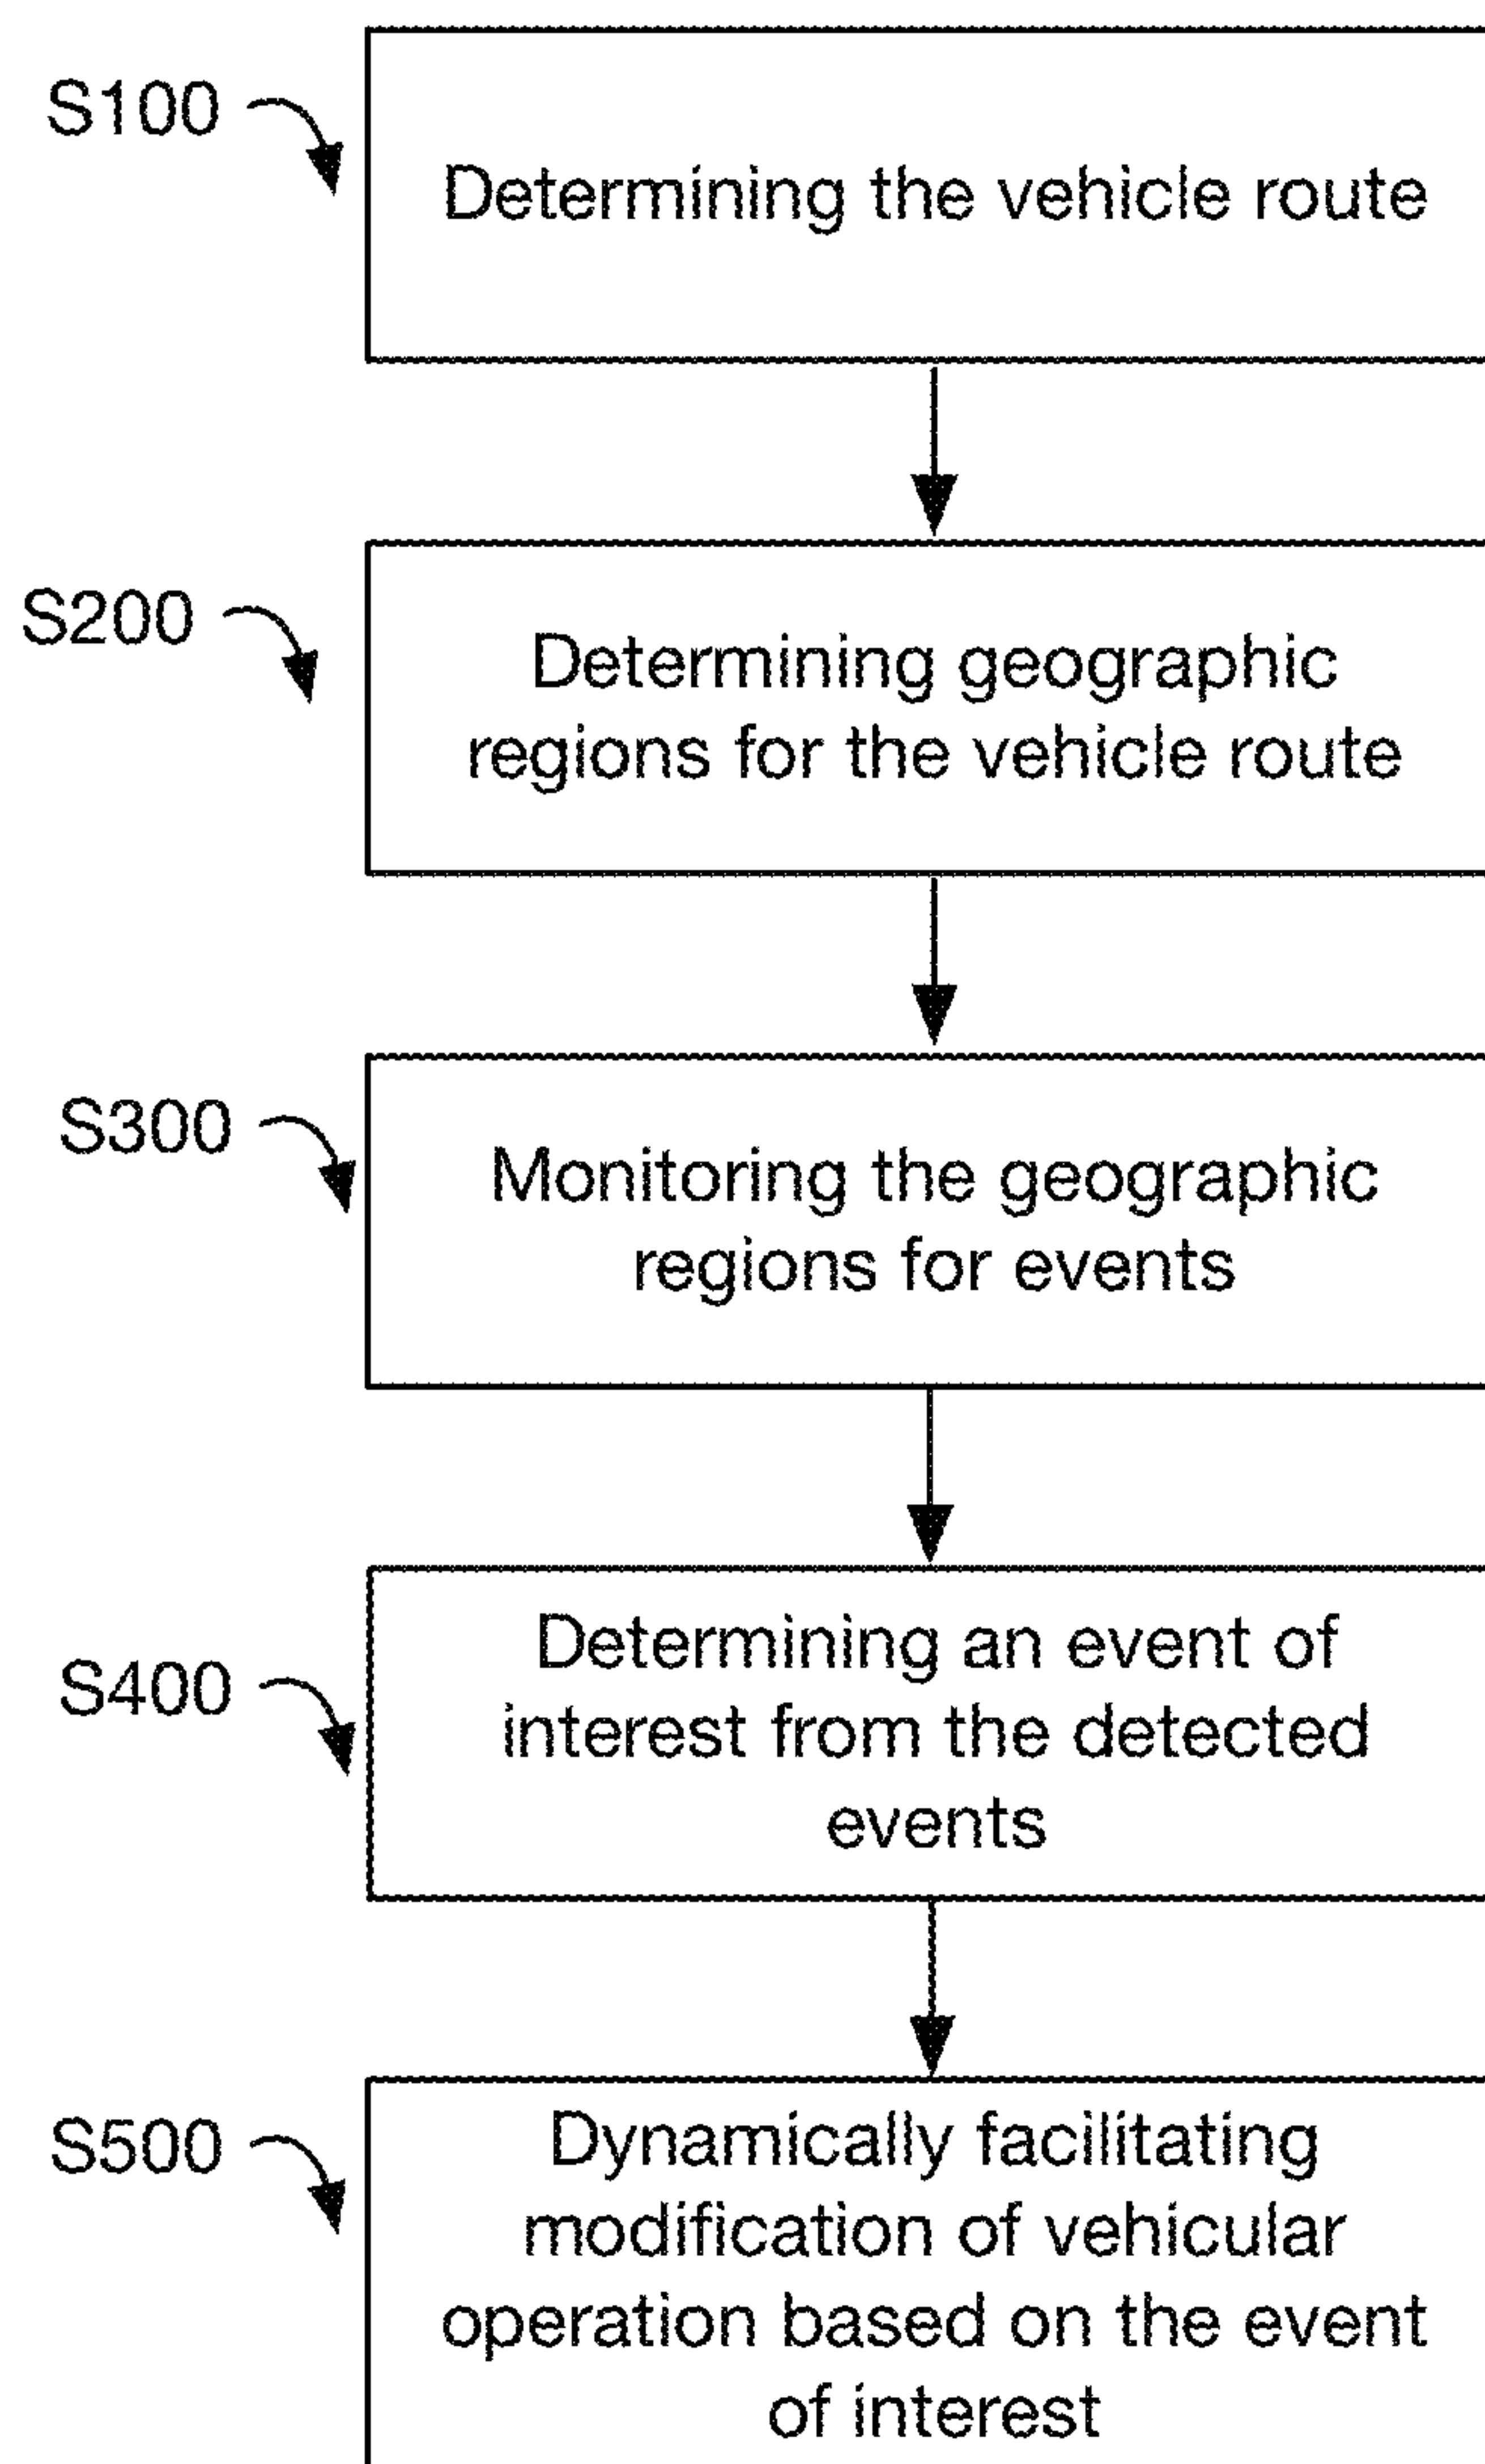 S100
Determining the vehicle route
S200
Determining geographic
regions for the vehicle route
S300
Monitoring the geographic
regions for events
S400
Determining an event of
interest from the detected
events
S500
Dynamically facilitating
modification of vehicular
operation based on the event
of interest